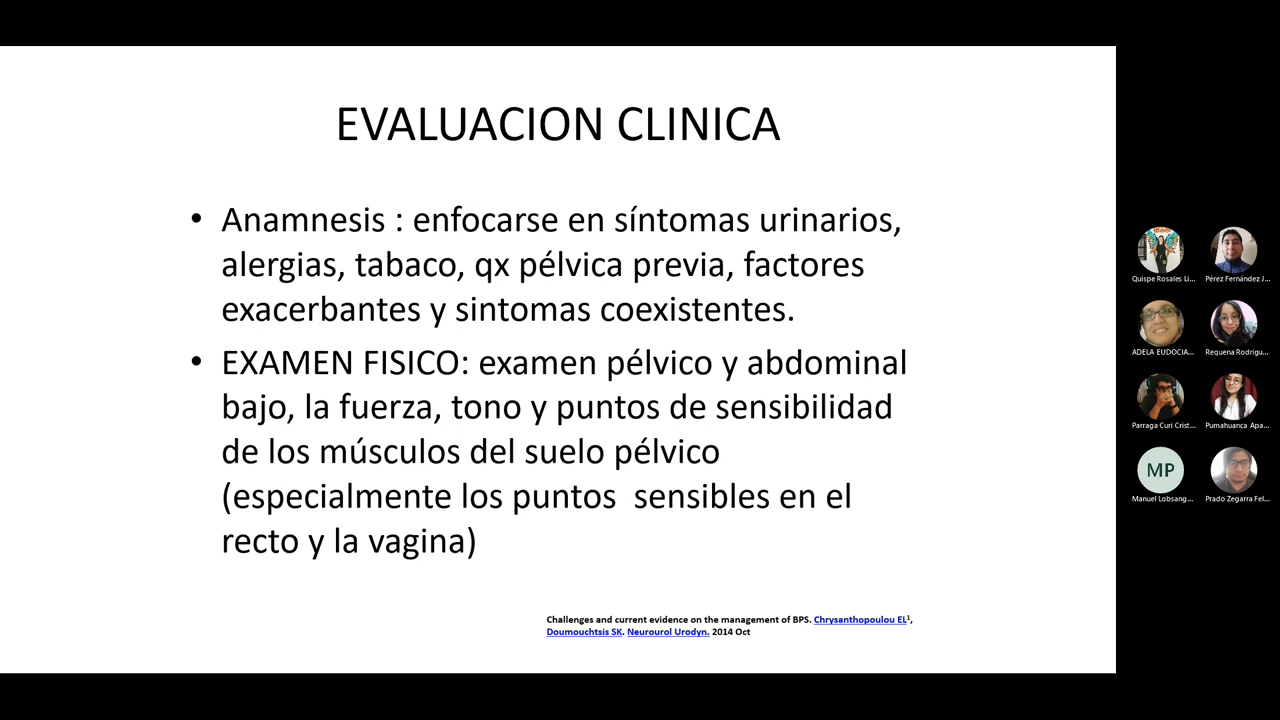 EVALUACION CLINICA
• Anamnesis : enfocarse en síntomas urinarios,
alergias, tabaco, qx pélvica previa, factores
exacerbantes y sintomas coexistentes.
• EXAMEN FISICO: examen pélvico y abdominal
bajo, la fuerza, tono y puntos de sensibilidad
de los músculos del suelo pélvico
(especialmente los puntos  sensibles en el
recto y la vagina)
Challenges and current evidence on the management of BPS. Chrysanthopoulou EL¹,
Doumouchtsis SK. Neurourol Urodyn. 2014 Oct
Quispe Rosales Li...
Pérez Fernández J...
ADELA EUDOCIA...
Requena Rodrigu...
Parraga Curi Crist...
Pumahuanca Apa...
MP
Manuel Lobsang...
Prado Zegarra Fel...